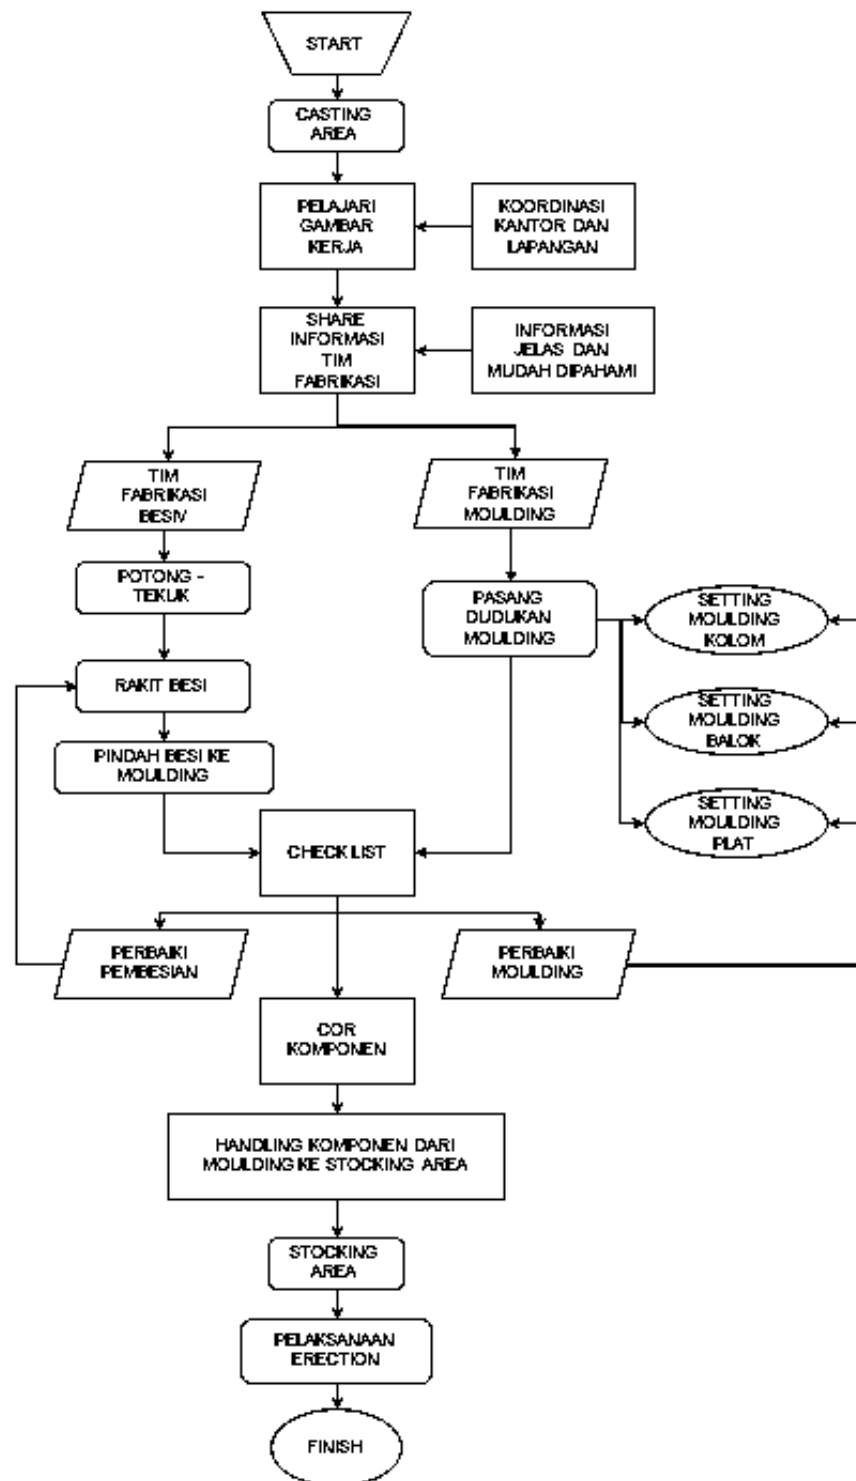 START
CASTING
AREA
PELAJARI
GAMBAR
KERJA
KOORDINASI
KANTOR DAN
LAPANGAN
SHARE
INFORMASI
TIM
FABRIKASI
INFORMASI
JELAS DAN
MUDAH DIPAHAMI
TIM
FABRIKASI
BESIV
TIM
FABRIKASI
MOULDING
POTONG -
TEKUK
PASANG
DUDUKAN
MOULDING
SETTING
MOULDING
KOLOM
RAKIT BESI
SETTING
MOULDING
BALOK
PINDAH BESI KE
MOULDING
SETTING
MOULDING
PLAT
CHECK LIST
PERBAIKI
PEMBESIAN
PERBAIKI
MOULDING
COR
KOMPONEN
HANDLING KOMPONEN DARI
MOULDING KE STOCKING AREA
STOCKING
AREA
PELAKSANAAN
ERECTION
FINISH